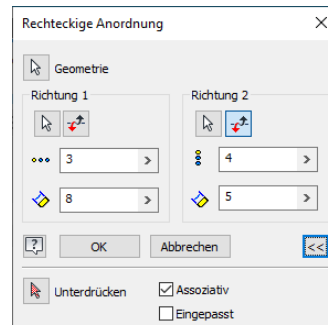 Rechteckige Anordnung
Geometrie
Richtung 1
Richtung 2
3
4
8
5
OK
Abbrechen
<<
Unterdrücken
Assoziativ
Eingepasst